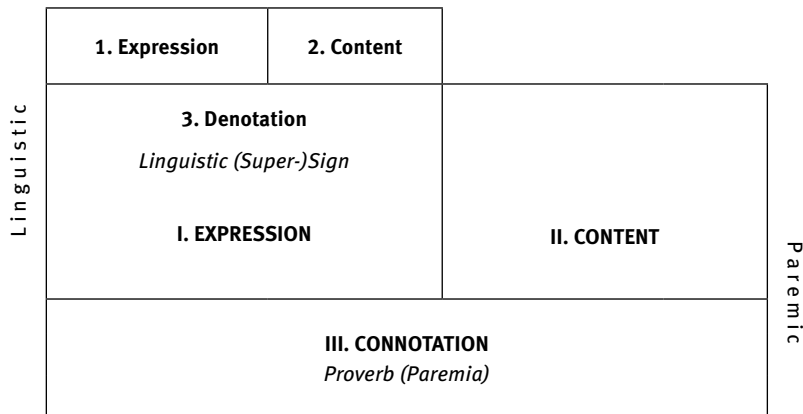 1. Expression
2. Content
Linguistic
3. Denotation
Linguistic (Super-)Sign
I. EXPRESSION
II. CONTENT
Paremic
III. CONNOTATION
Proverb (Paremia)